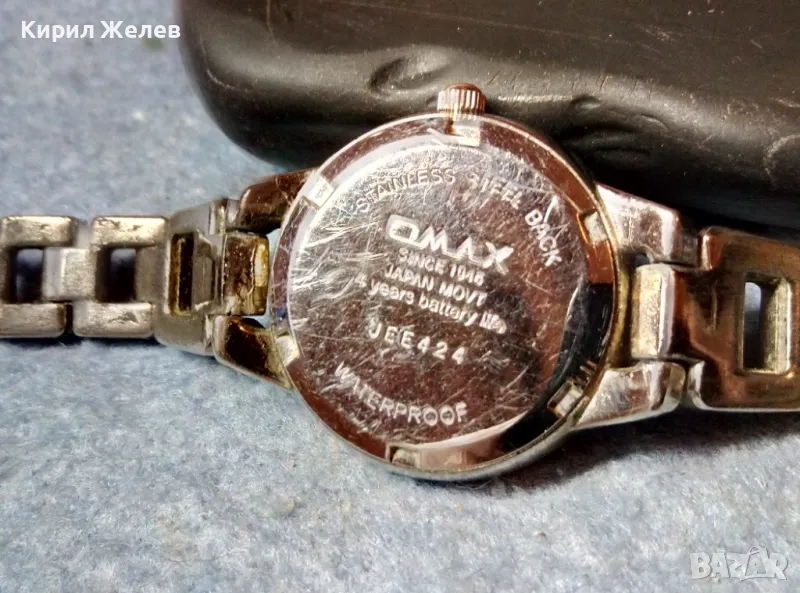 Кирил Желев
STAINLESS STEEL BACK
OMAX
SINCE 1946
JAPAN MOVT
4 years battery life
JEE424
WATERPROOF
BAZAR